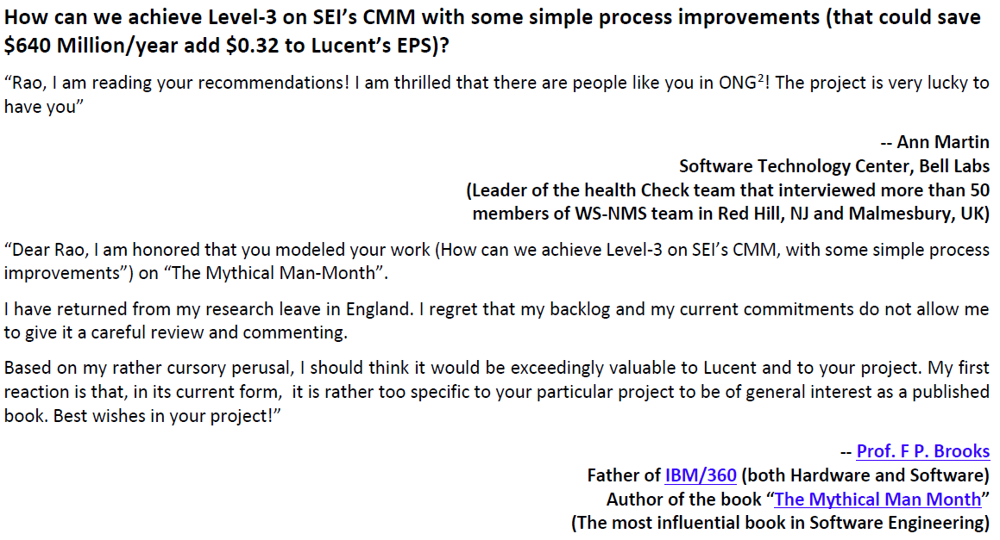 How can we achieve Level-3 on SEI’s CMM with some simple process improvements (that could save
$640 Million/year add $0.32 to Lucent’s EPS)?
“Rao, I am reading your recommendations! I am thrilled that there are people like you in ONG²! The project is very lucky to
have you”
-- Ann Martin
Software Technology Center, Bell Labs
(Leader of the health Check team that interviewed more than 50
members of WS-NMS team in Red Hill, NJ and Malmesbury, UK)
“Dear Rao, I am honored that you modeled your work (How can we achieve Level-3 on SEI’s CMM, with some simple process
improvements”) on “The Mythical Man-Month”.
I have returned from my research leave in England. I regret that my backlog and my current commitments do not allow me
to give it a careful review and commenting.
Based on my rather cursory perusal, I should think it would be exceedingly valuable to Lucent and to your project. My first
reaction is that, in its current form,  it is rather too specific to your particular project to be of general interest as a published
book. Best wishes in your project!”
-- Prof. F P. Brooks
Father of IBM/360 (both Hardware and Software)
Author of the book “The Mythical Man Month”
(The most influential book in Software Engineering)